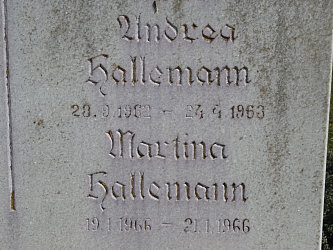 Andrea
Hallemann
28.9.1962 – 24.4.1963
Martina
Hallemann
19.1.1966 – 21.1.1966